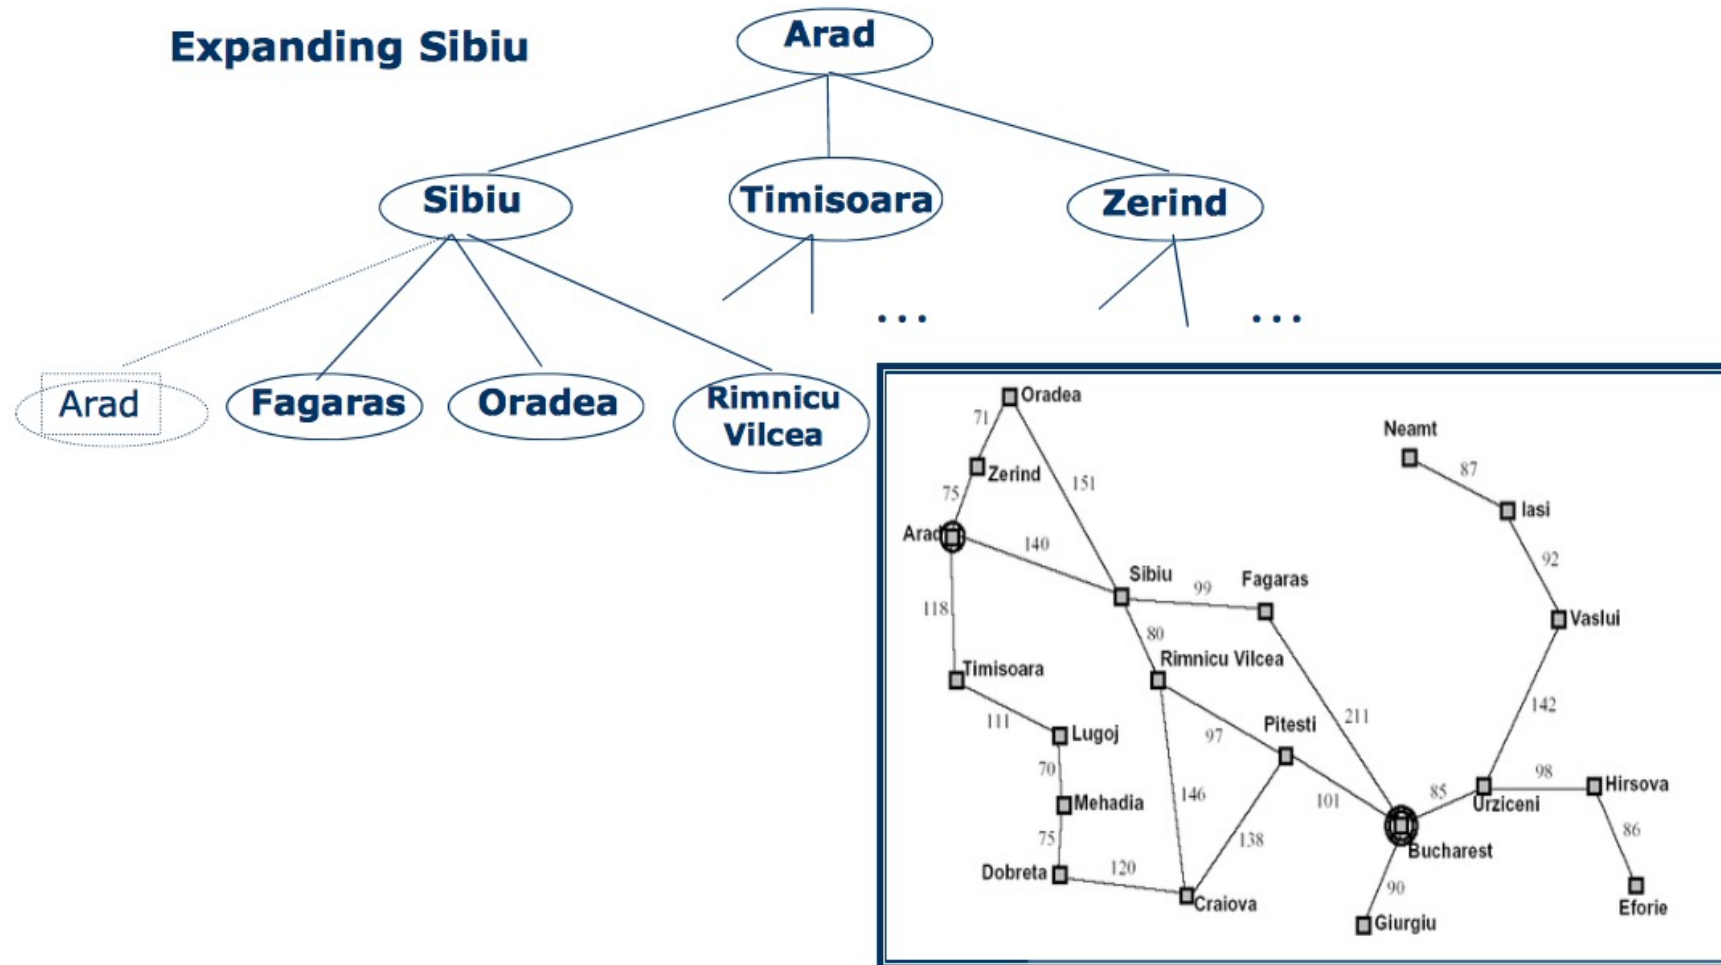 Expanding Sibiu
Arad
Sibiu
Timisoara
Zerind
...
...
Arad
Fagaras
Oradea
Rimnicu
Vilcea
Oradea
71
Neamt
Zerind
151
87
75
Iasi
Arad
140
92
Sibiu
99
Fagaras
118
80
Vaslui
Timisoara
Rimnicu Vilcea
111
Lugoj
97
Pitesti
211
142
70
Mehadia
146
101
85
98
Hirsova
Urziceni
75
138
86
Dobreta
120
Bucharest
90
Craiova
Giurgiu
Eforie